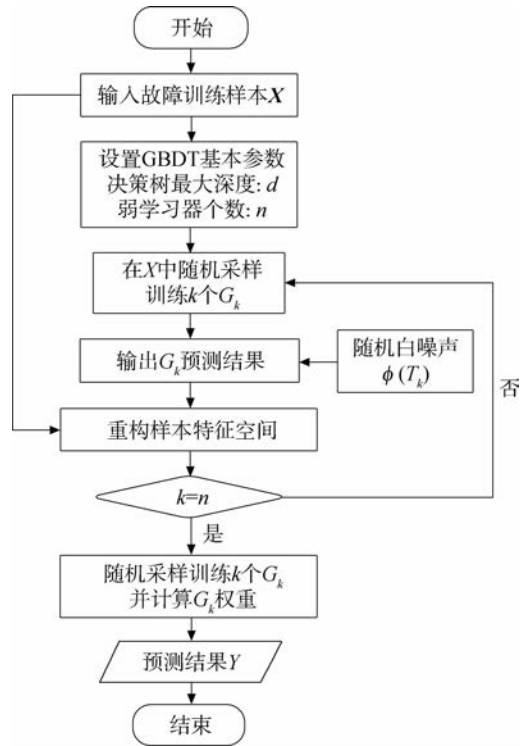 开始
输入故障训练样本X
设置GBDT基本参数
决策树最大深度: d
弱学习器个数: n
在X中随机采样
训练k个Gk
输出Gk预测结果
随机白噪声
ϕ (Tk)
否
重构样本特征空间
k=n
是
随机采样训练k个Gk
并计算Gk权重
预测结果Y
结束